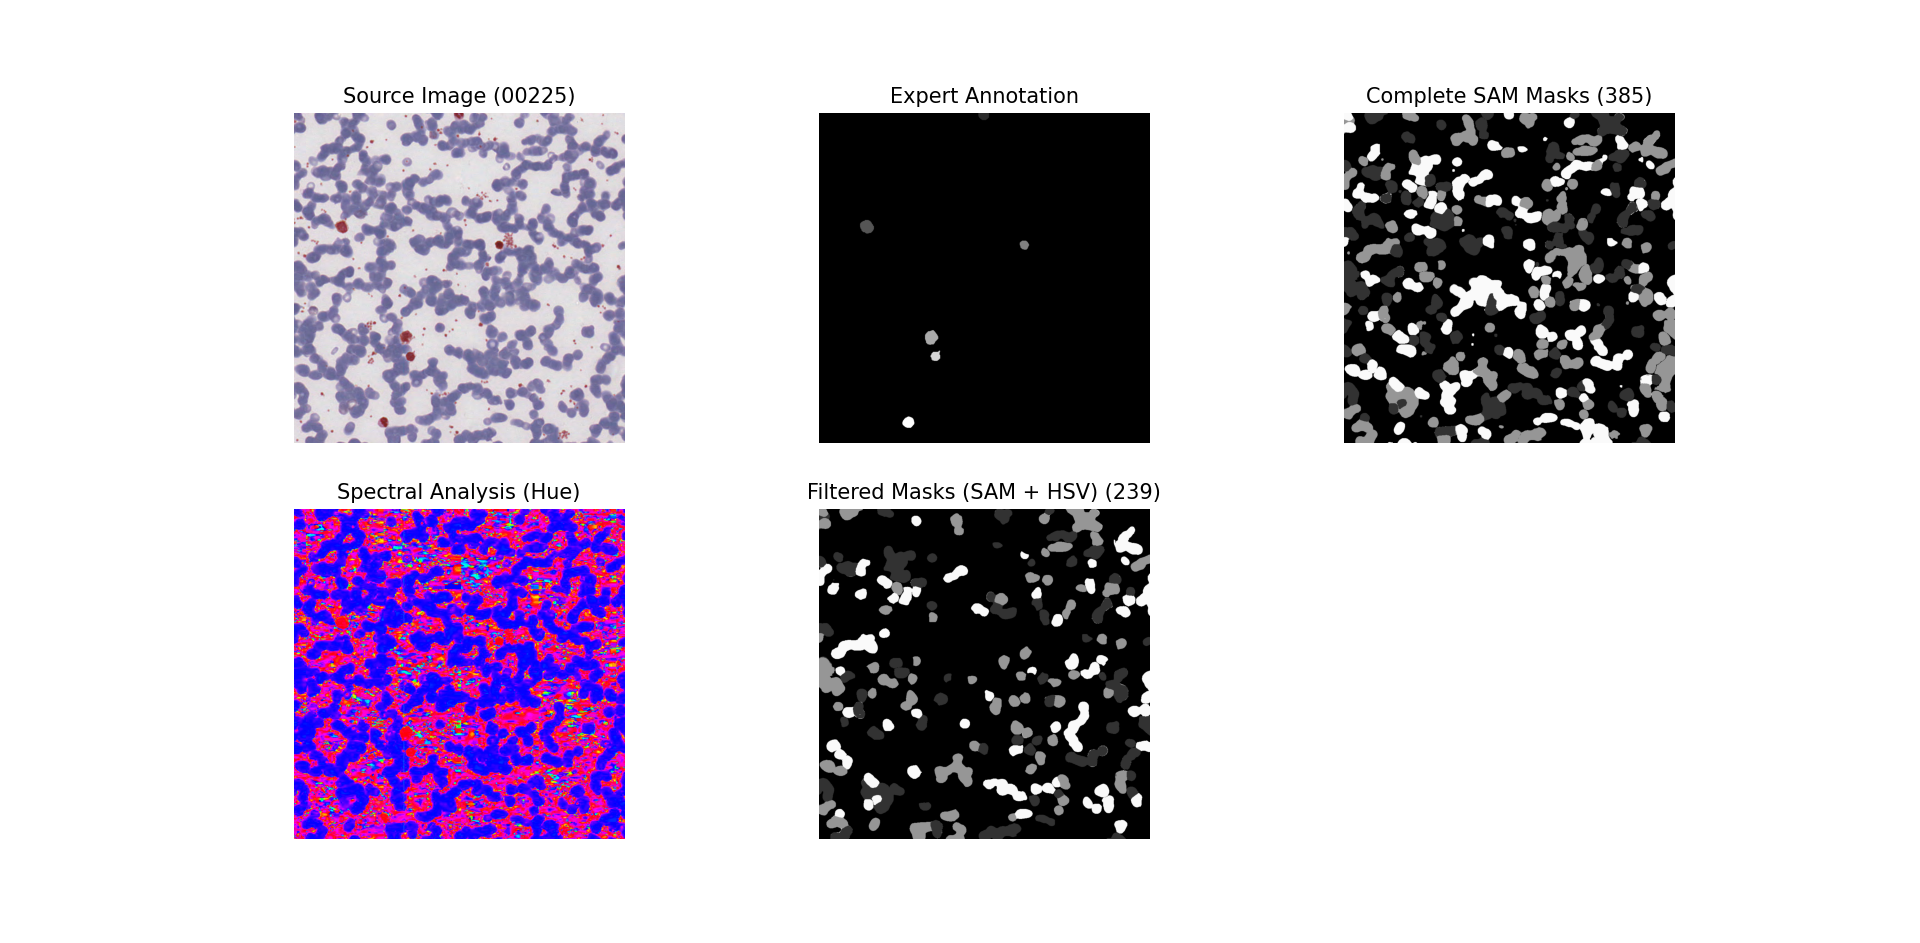 Source Image (00225)
Expert Annotation
Complete SAM Masks (385)
Spectral Analysis (Hue)
Filtered Masks (SAM + HSV) (239)